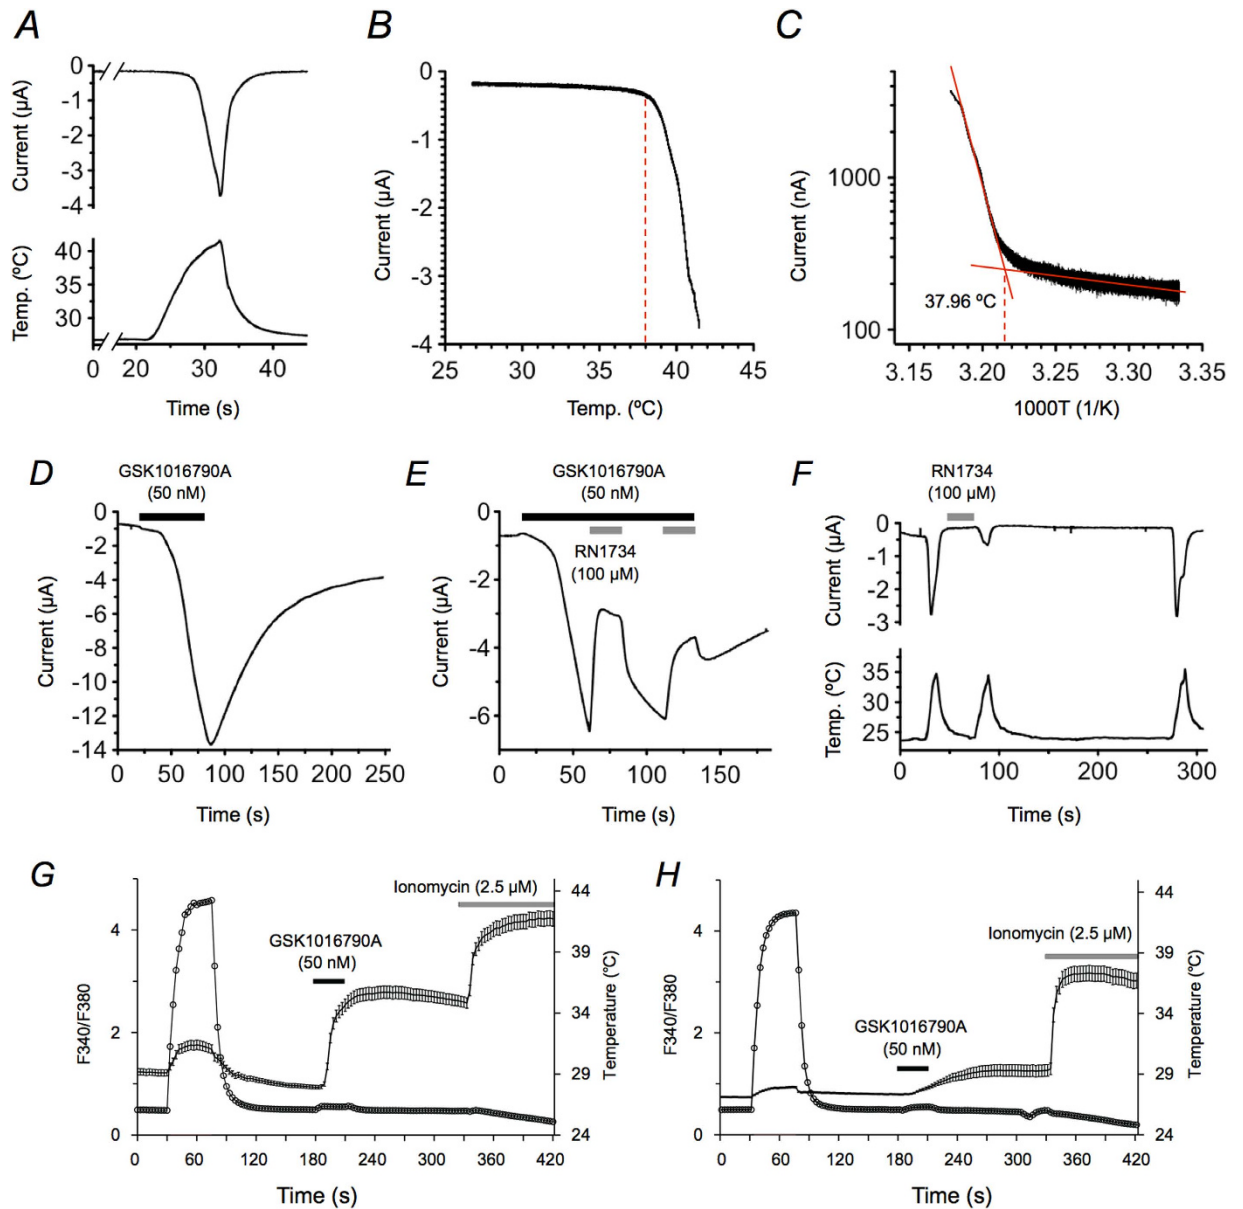 A
0
-1
-2
-3
-4
Current (µA)
40
35
30
Temp. (ºC)
0 20 30 40
Time (s)
B
0
-1
-2
-3
-4
Current (µA)
25 30 35 40 45
Temp. (ºC)
C
1000
100
Current (nA)
37.96 ºC
3.15 3.20 3.25 3.30 3.35
1000T (1/K)
D
GSK1016790A
(50 nM)
0
-2
-4
-6
-8
-10
-12
-14
Current (µA)
0 50 100 150 200 250
Time (s)
E
GSK1016790A
(50 nM)
RN1734
(100 µM)
0
-2
-4
-6
Current (µA)
0 50 100 150
Time (s)
F
RN1734
(100 µM)
0
-1
-2
-3
Current (µA)
35
30
25
Temp. (ºC)
0 100 200 300
Time (s)
G
Ionomycin (2.5 µM)
GSK1016790A
(50 nM)
4
2
0
F340/F380
44
39
34
29
24
Temperature (ºC)
0 60 120 180 240 300 360 420
Time (s)
H
Ionomycin (2.5 µM)
GSK1016790A
(50 nM)
4
2
0
F340/F380
44
39
34
29
24
Temperature (ºC)
0 60 120 180 240 300 360 420
Time (s)